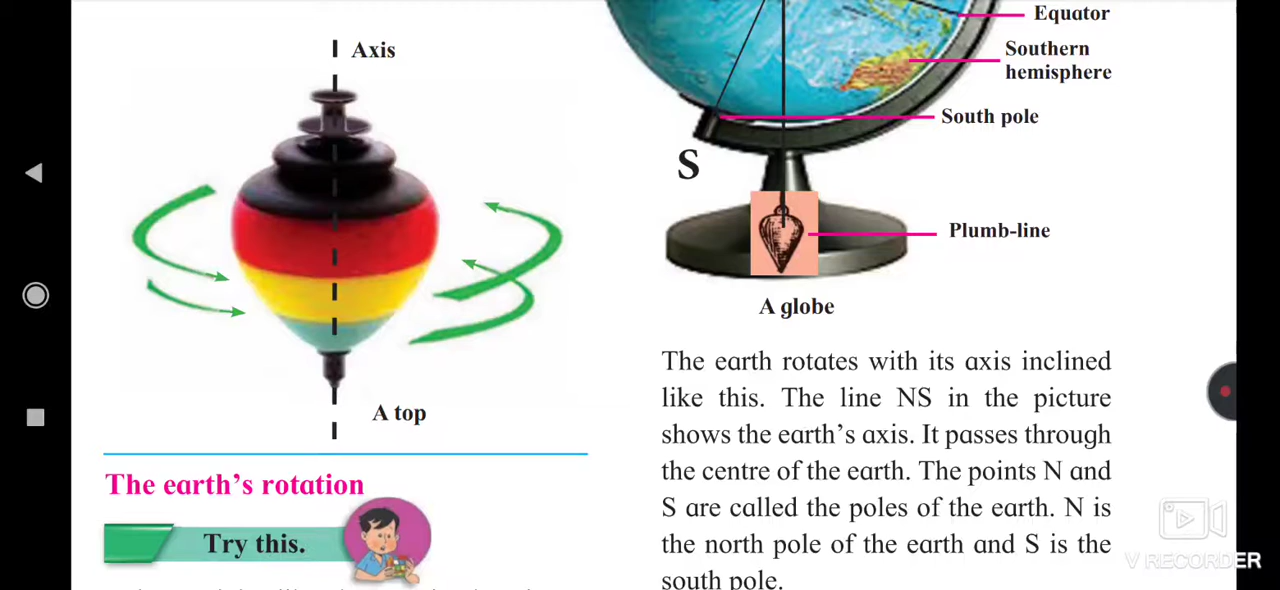 Axis
A top
The earth's rotation
Try this.
Equator
Southern
hemisphere
South pole
S
Plumb-line
A globe
The earth rotates with its axis inclined
like this. The line NS in the picture
shows the earth's axis. It passes through
the centre of the earth. The points N and
S are called the poles of the earth. N is
the north pole of the earth and S is the
south pole.
V RECORDER